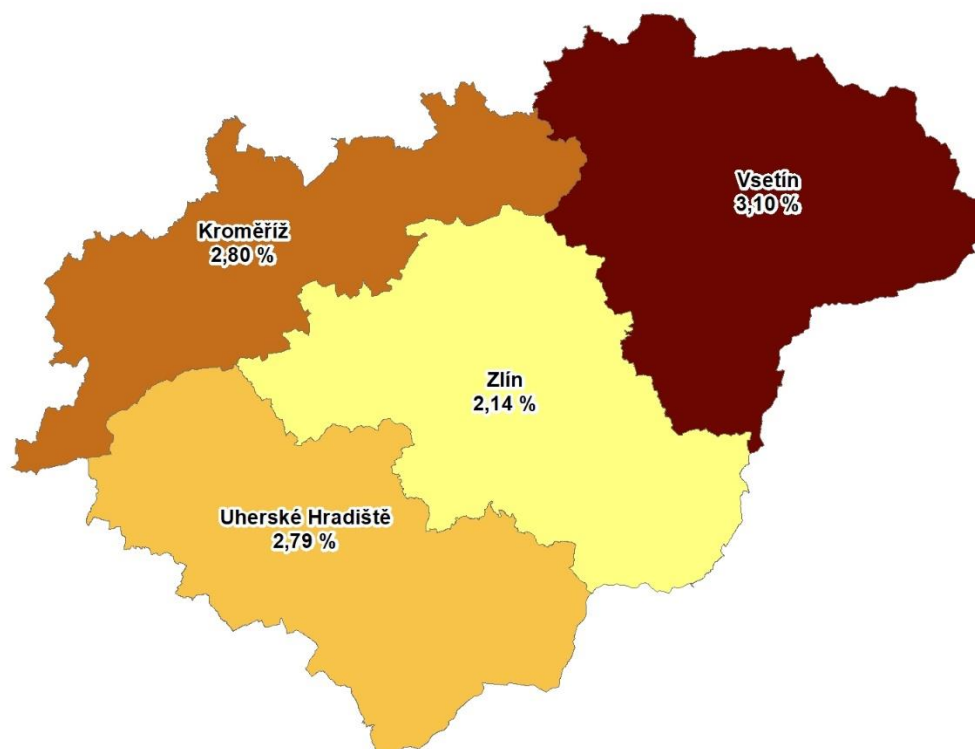 Vsetín
3,10 %
Kroměříž
2,80 %
Zlín
2,14 %
Uherské Hradiště
2,79 %